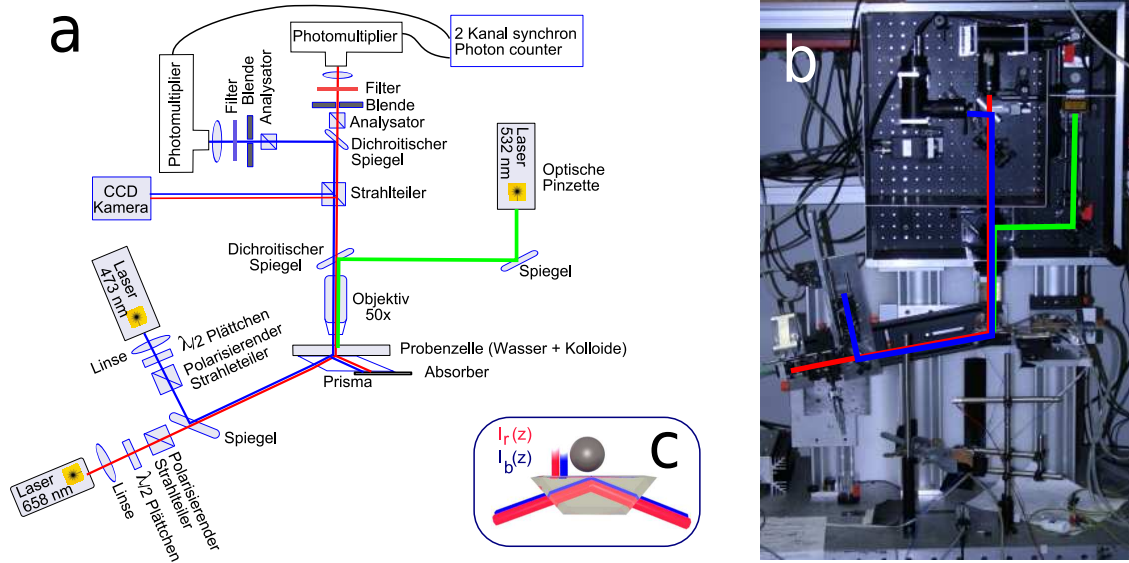 a
Photomultiplier
2 Kanal synchron
Photon counter
Photomultiplier
Filter
Blende
Analysator
Filter
Blende
Analysator
Dichroitischer
Spiegel
CCD
Kamera
Strahlteiler
Laser
532 nm
Optische
Pinzette
Dichroitischer
Spiegel
Spiegel
Laser
473 nm
Objektiv
50x
Linse
λ/2 Plättchen
Polarisierender
Strahleteiler
Probenzelle (Wasser + Kolloide)
Prisma
Absorber
Spiegel
Laser
658 nm
Linse
λ/2 Plättchen
Polarisierender
Strahleteiler
b
c
I_r(z)
I_b(z)